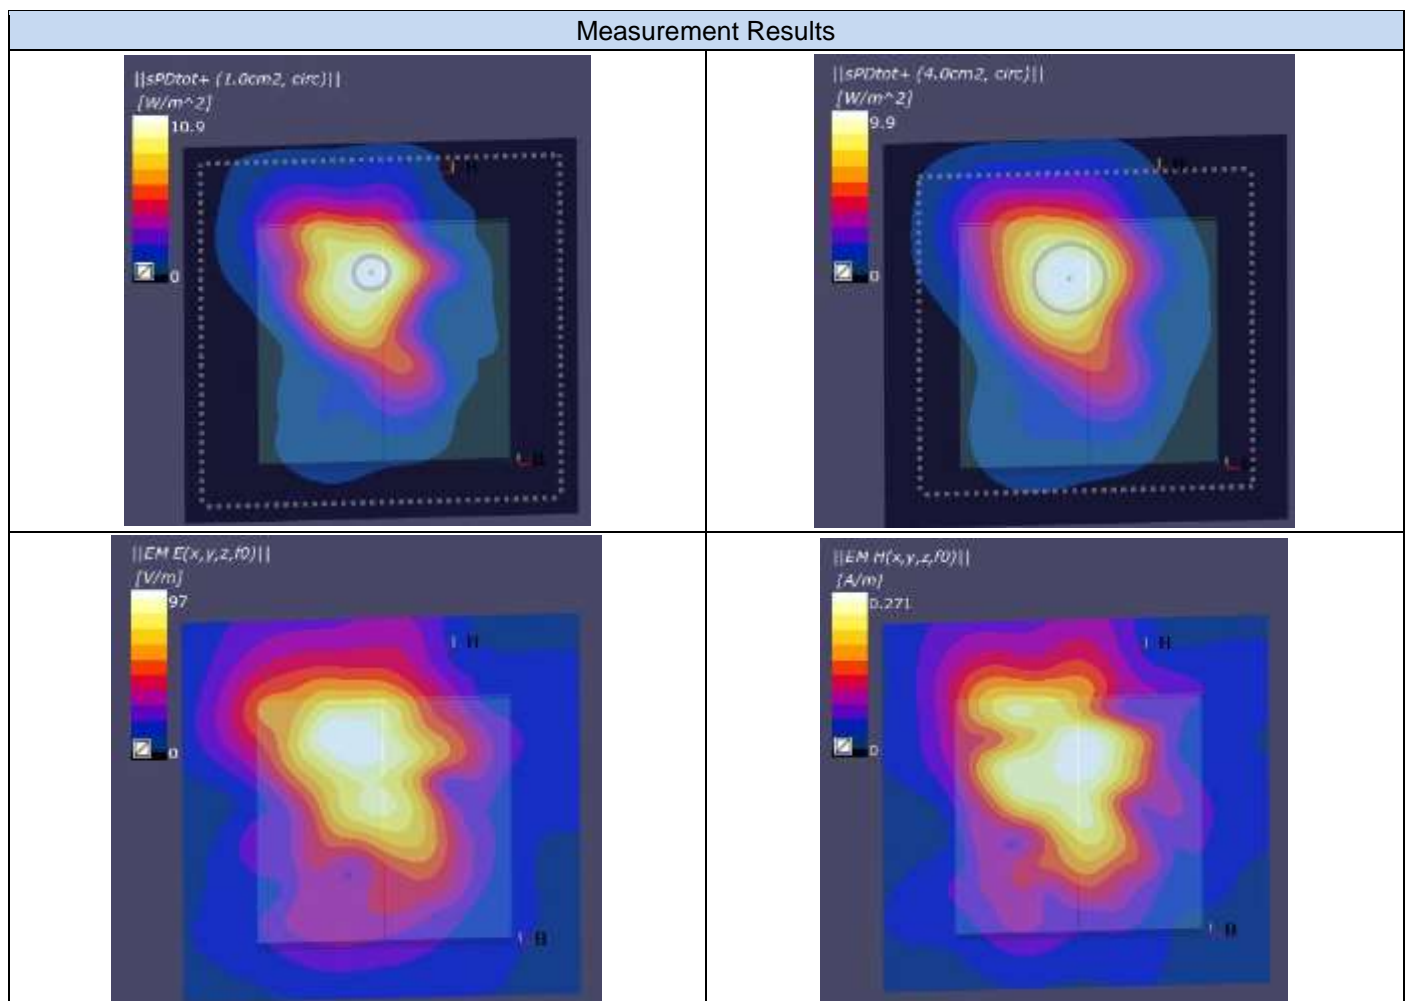 Measurement Results
||sPDtot+ (1.0cm2, circ)||
[W/m^2]
10.9
0
||sPDtot+ (4.0cm2, circ)||
[W/m^2]
9.9
0
||EM E(x,y,z,f0)||
[V/m]
97
0
||EM H(x,y,z,f0)||
[A/m]
0.271
0